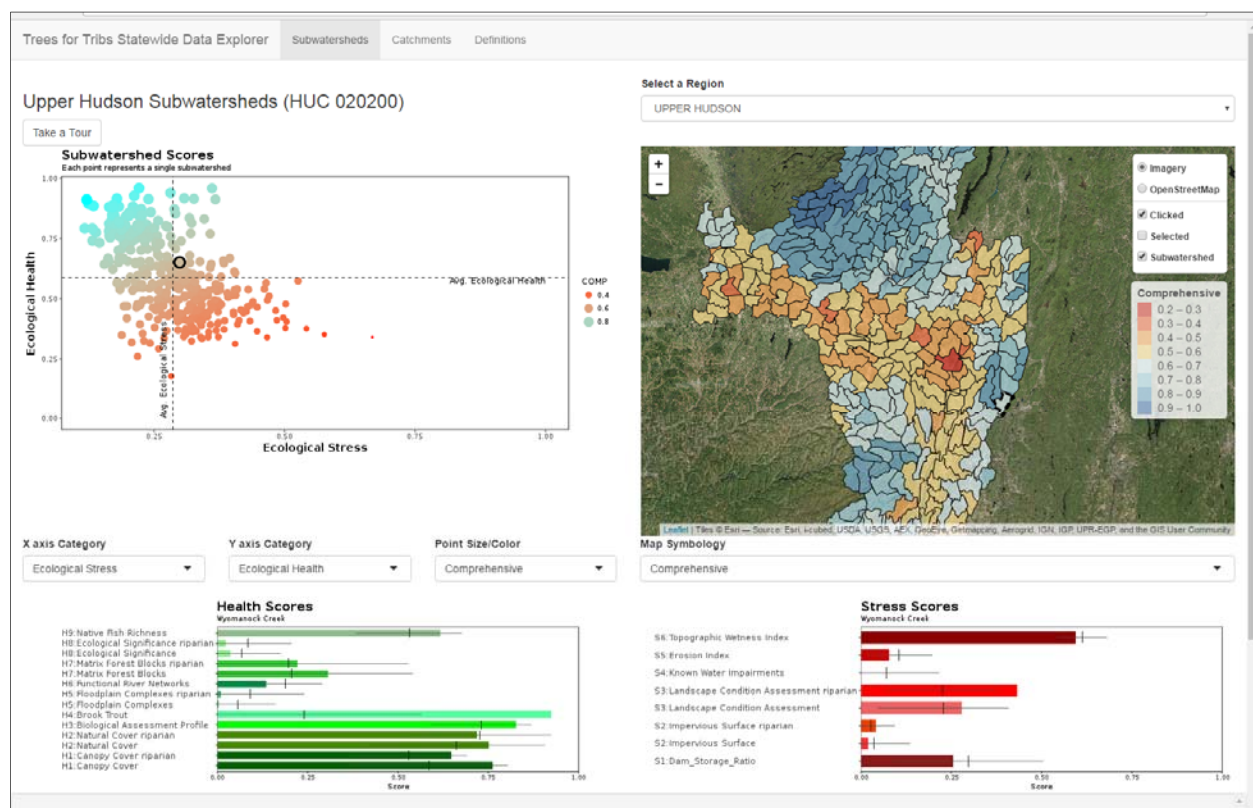 Trees for Tribs Statewide Data Explorer Subwatersheds Catchments Definitions
Upper Hudson Subwatersheds (HUC 020200)
Take a Tour
Subwatershed Scores
Each point represents a single subwatershed
1.00
0.75
0.50
0.25
0.00
Ecological Health
Avg. Ecological Health
Avg. Ecological Stress
COMP
0.4
0.6
0.8
0.25 0.50 0.75 1.00
Ecological Stress
Select a Region
UPPER HUDSON
+
−
Imagery
OpenStreetMap
Clicked
Selected
Subwatershed
Comprehensive
0.2 – 0.3
0.3 – 0.4
0.4 – 0.5
0.5 – 0.6
0.6 – 0.7
0.7 – 0.8
0.8 – 0.9
0.9 – 1.0
Leaflet | Tiles © Esri — Source: Esri, i-cubed, USDA, USGS, AEX, GeoEye, Getmapping, Aerogrid, IGN, IGP, UPR-EGP, and the GIS User Community
X axis Category Y axis Category Point Size/Color Map Symbology
Ecological Stress Ecological Health Comprehensive Comprehensive
Health Scores
Wyomanock Creek
H9:Native Fish Richness
H8:Ecological Significance riparian
H8:Ecological Significance
H7:Matrix Forest Blocks riparian
H7:Matrix Forest Blocks
H6:Functional River Networks
H5:Floodplain Complexes riparian
H5:Floodplain Complexes
H4:Brook Trout
H3:Biological Assessment Profile
H2:Natural Cover riparian
H2:Natural Cover
H1:Canopy Cover riparian
H1:Canopy Cover
0.00 0.25 0.50 0.75 1.00
Score
Stress Scores
Wyomanock Creek
S6:Topographic Wetness Index
S5:Erosion Index
S4:Known Water Impairments
S3:Landscape Condition Assessment riparian
S3:Landscape Condition Assessment
S2:Impervious Surface riparian
S2:Impervious Surface
S1:Dam_Storage_Ratio
0.00 0.25 0.50 0.75 1.00
Score